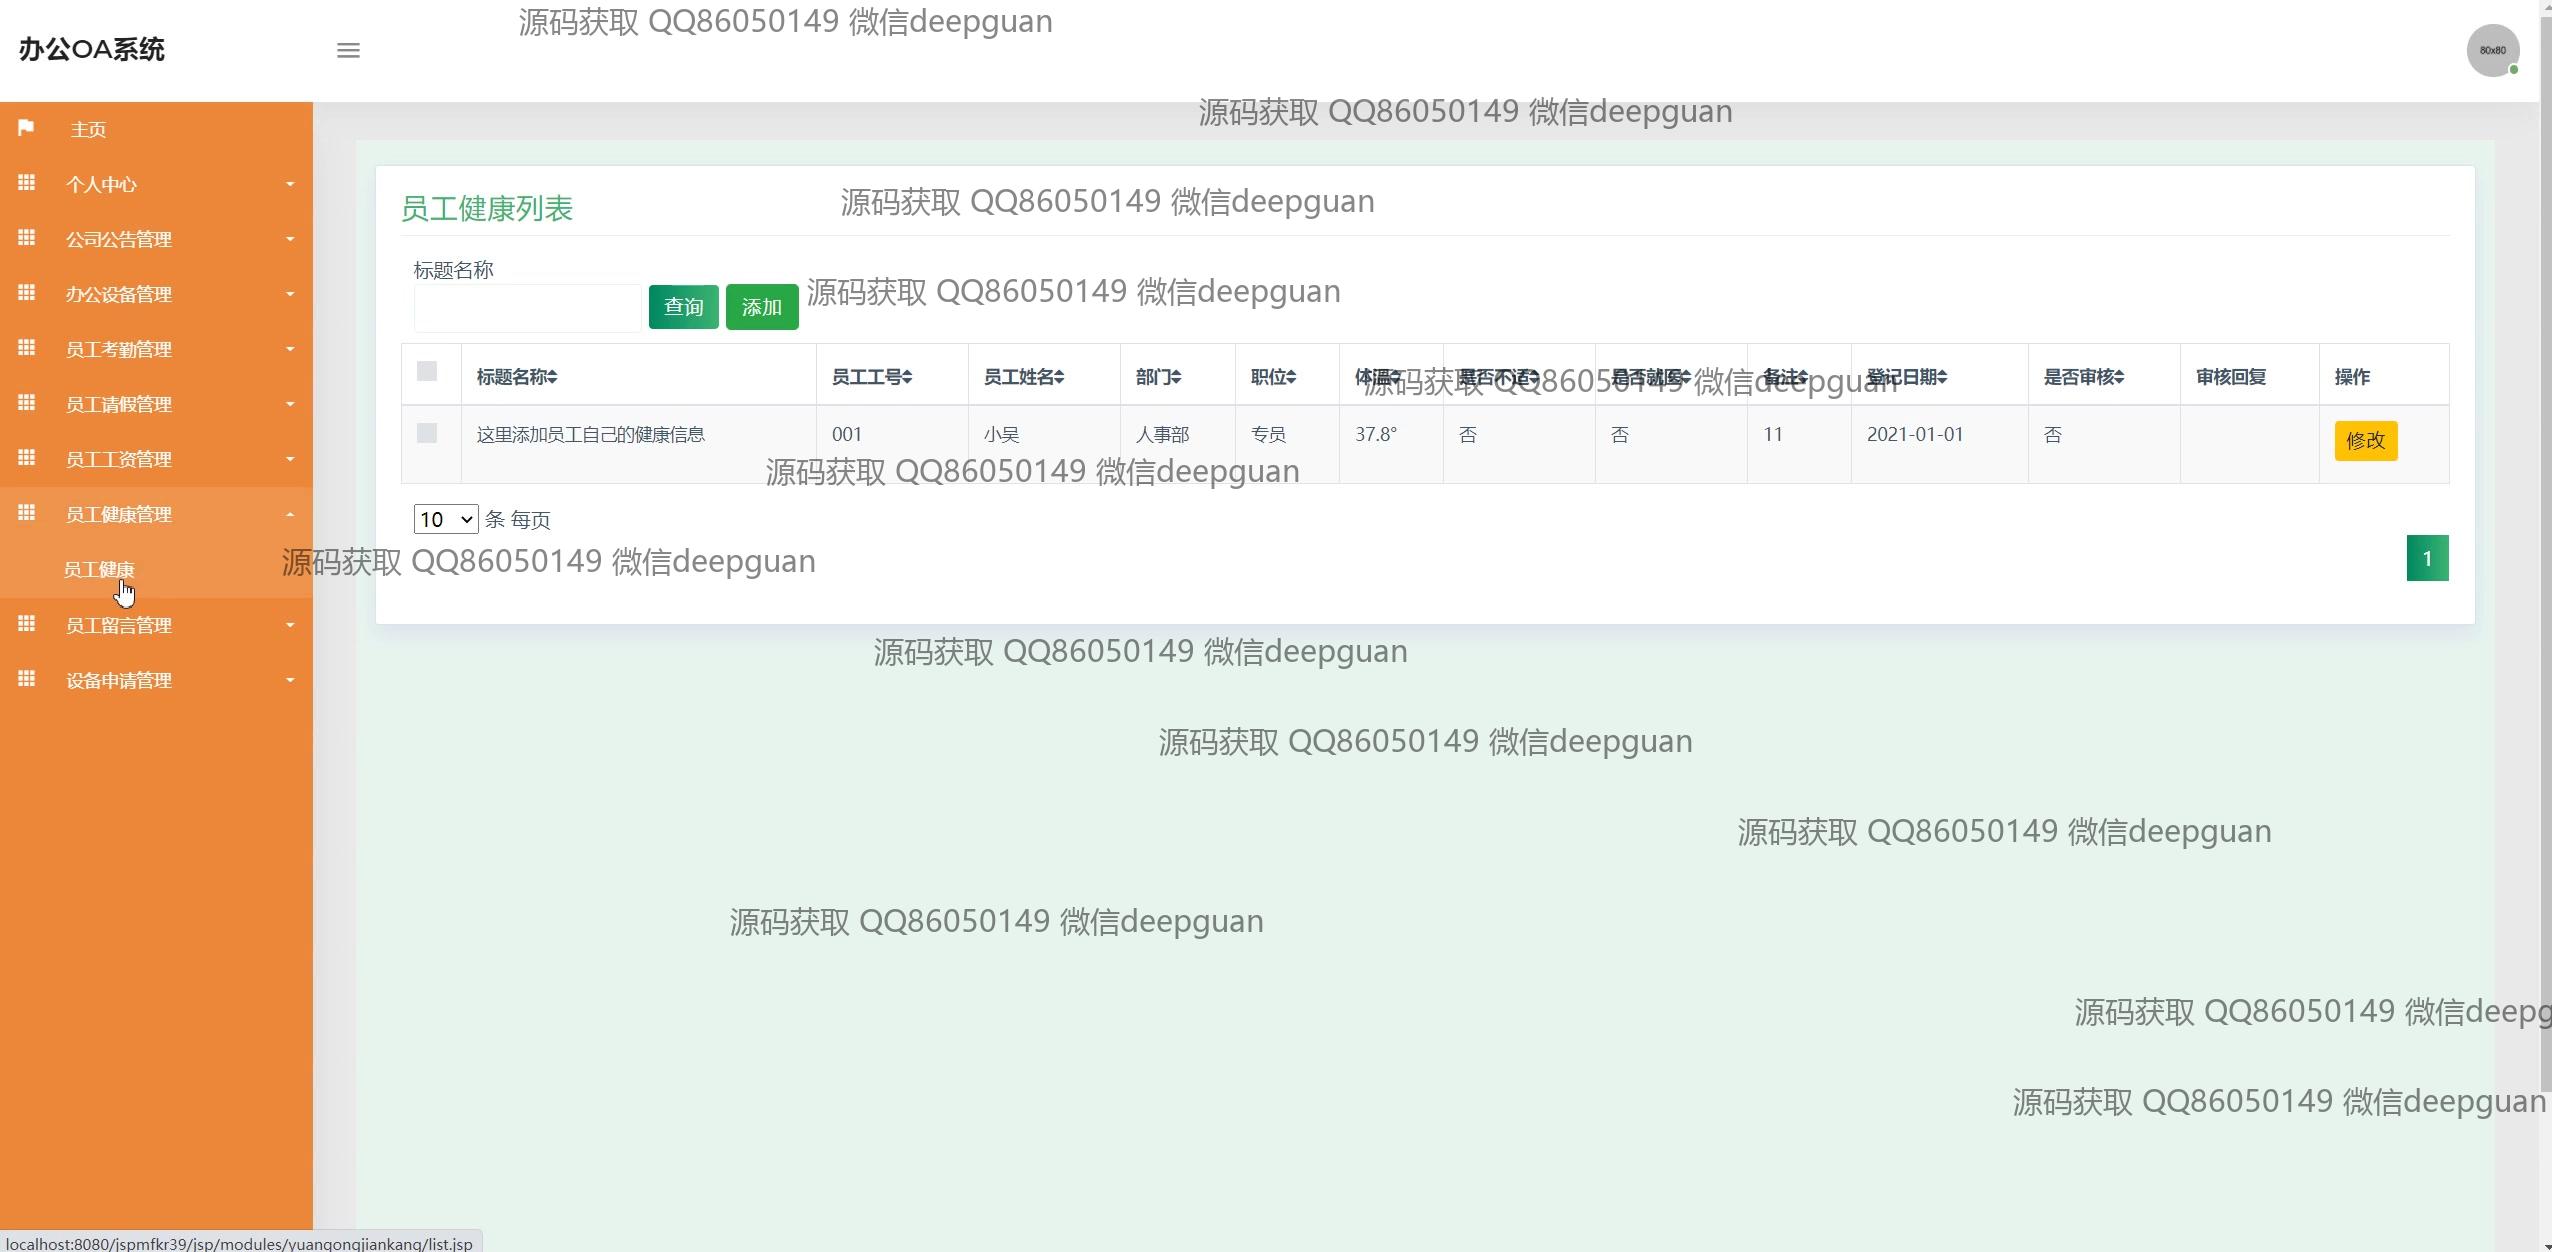 源码获取 QQ86050149 微信deepguan
办公OA系统
80x80
源码获取 QQ86050149 微信deepguan
主页
个人中心
公司公告管理
办公设备管理
员工考勤管理
员工请假管理
员工工资管理
员工健康管理
员工健康
员工留言管理
设备申请管理
员工健康列表
源码获取 QQ86050149 微信deepguan
标题名称
查询 添加
源码获取 QQ86050149 微信deepguan
标题名称 员工工号 员工姓名 部门 职位 体温 是否不适 是否就医 备注 登记日期 是否审核 审核回复 操作
源码获取 QQ86050149 微信deepguan
这里添加员工自己的健康信息 001 小吴 人事部 专员 37.8° 否 否 11 2021-01-01 否 修改
源码获取 QQ86050149 微信deepguan
10 条 每页
源码获取 QQ86050149 微信deepguan
1
源码获取 QQ86050149 微信deepguan
源码获取 QQ86050149 微信deepguan
源码获取 QQ86050149 微信deepguan
源码获取 QQ86050149 微信deepguan
源码获取 QQ86050149 微信deepg
源码获取 QQ86050149 微信deepguan
localhost:8080/jspmfkr39/jsp/modules/yuangongjiankang/list.jsp